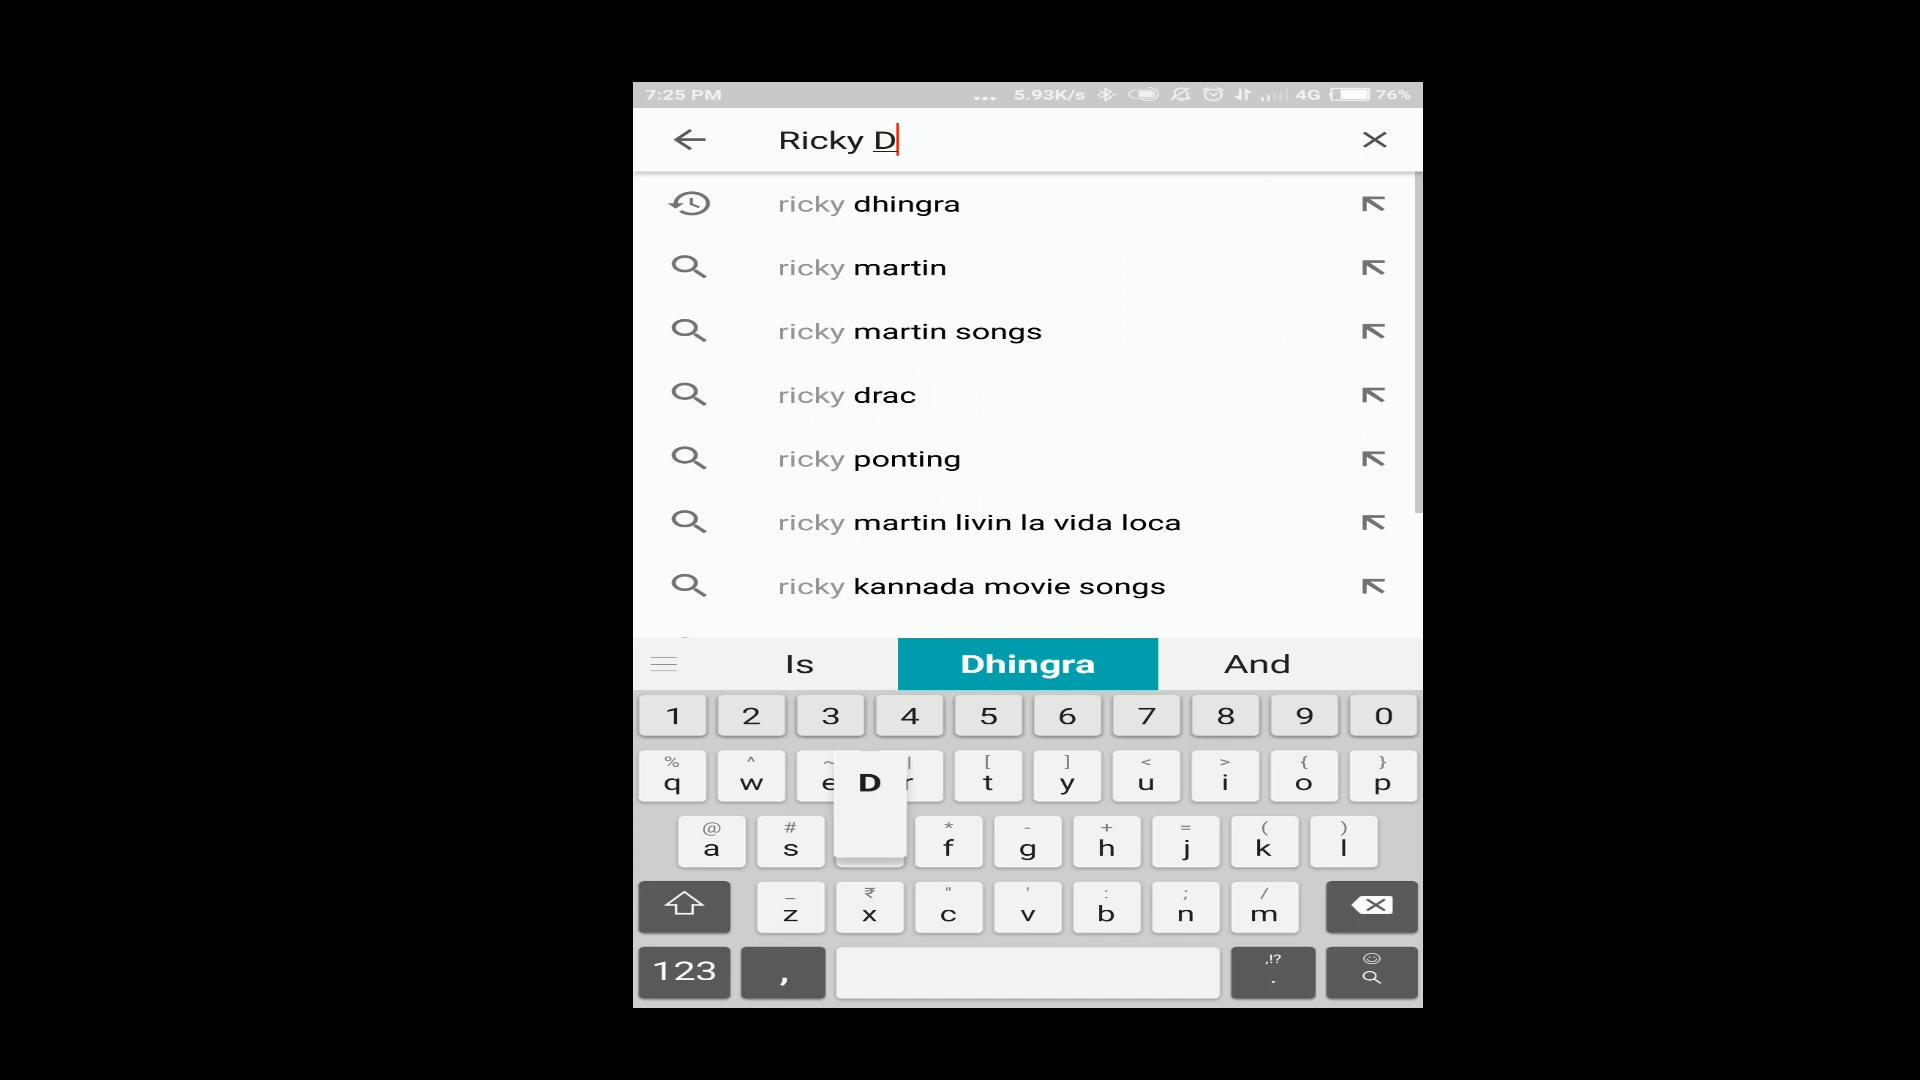 7:25 PM ... 5.93K/s 4G 76%
Ricky D
ricky dhingra
ricky martin
ricky martin songs
ricky drac
ricky ponting
ricky martin livin la vida loca
ricky kannada movie songs
Is Dhingra And
1 2 3 4 5 6 7 8 9 0
% ^ ~ | [ ] < > { }
q w e D r t y u i o p
@ # * - + = ( )
a s f g h j k l
_ ₹ " ' : ; /
z x c v b n m
,!?
123 , .